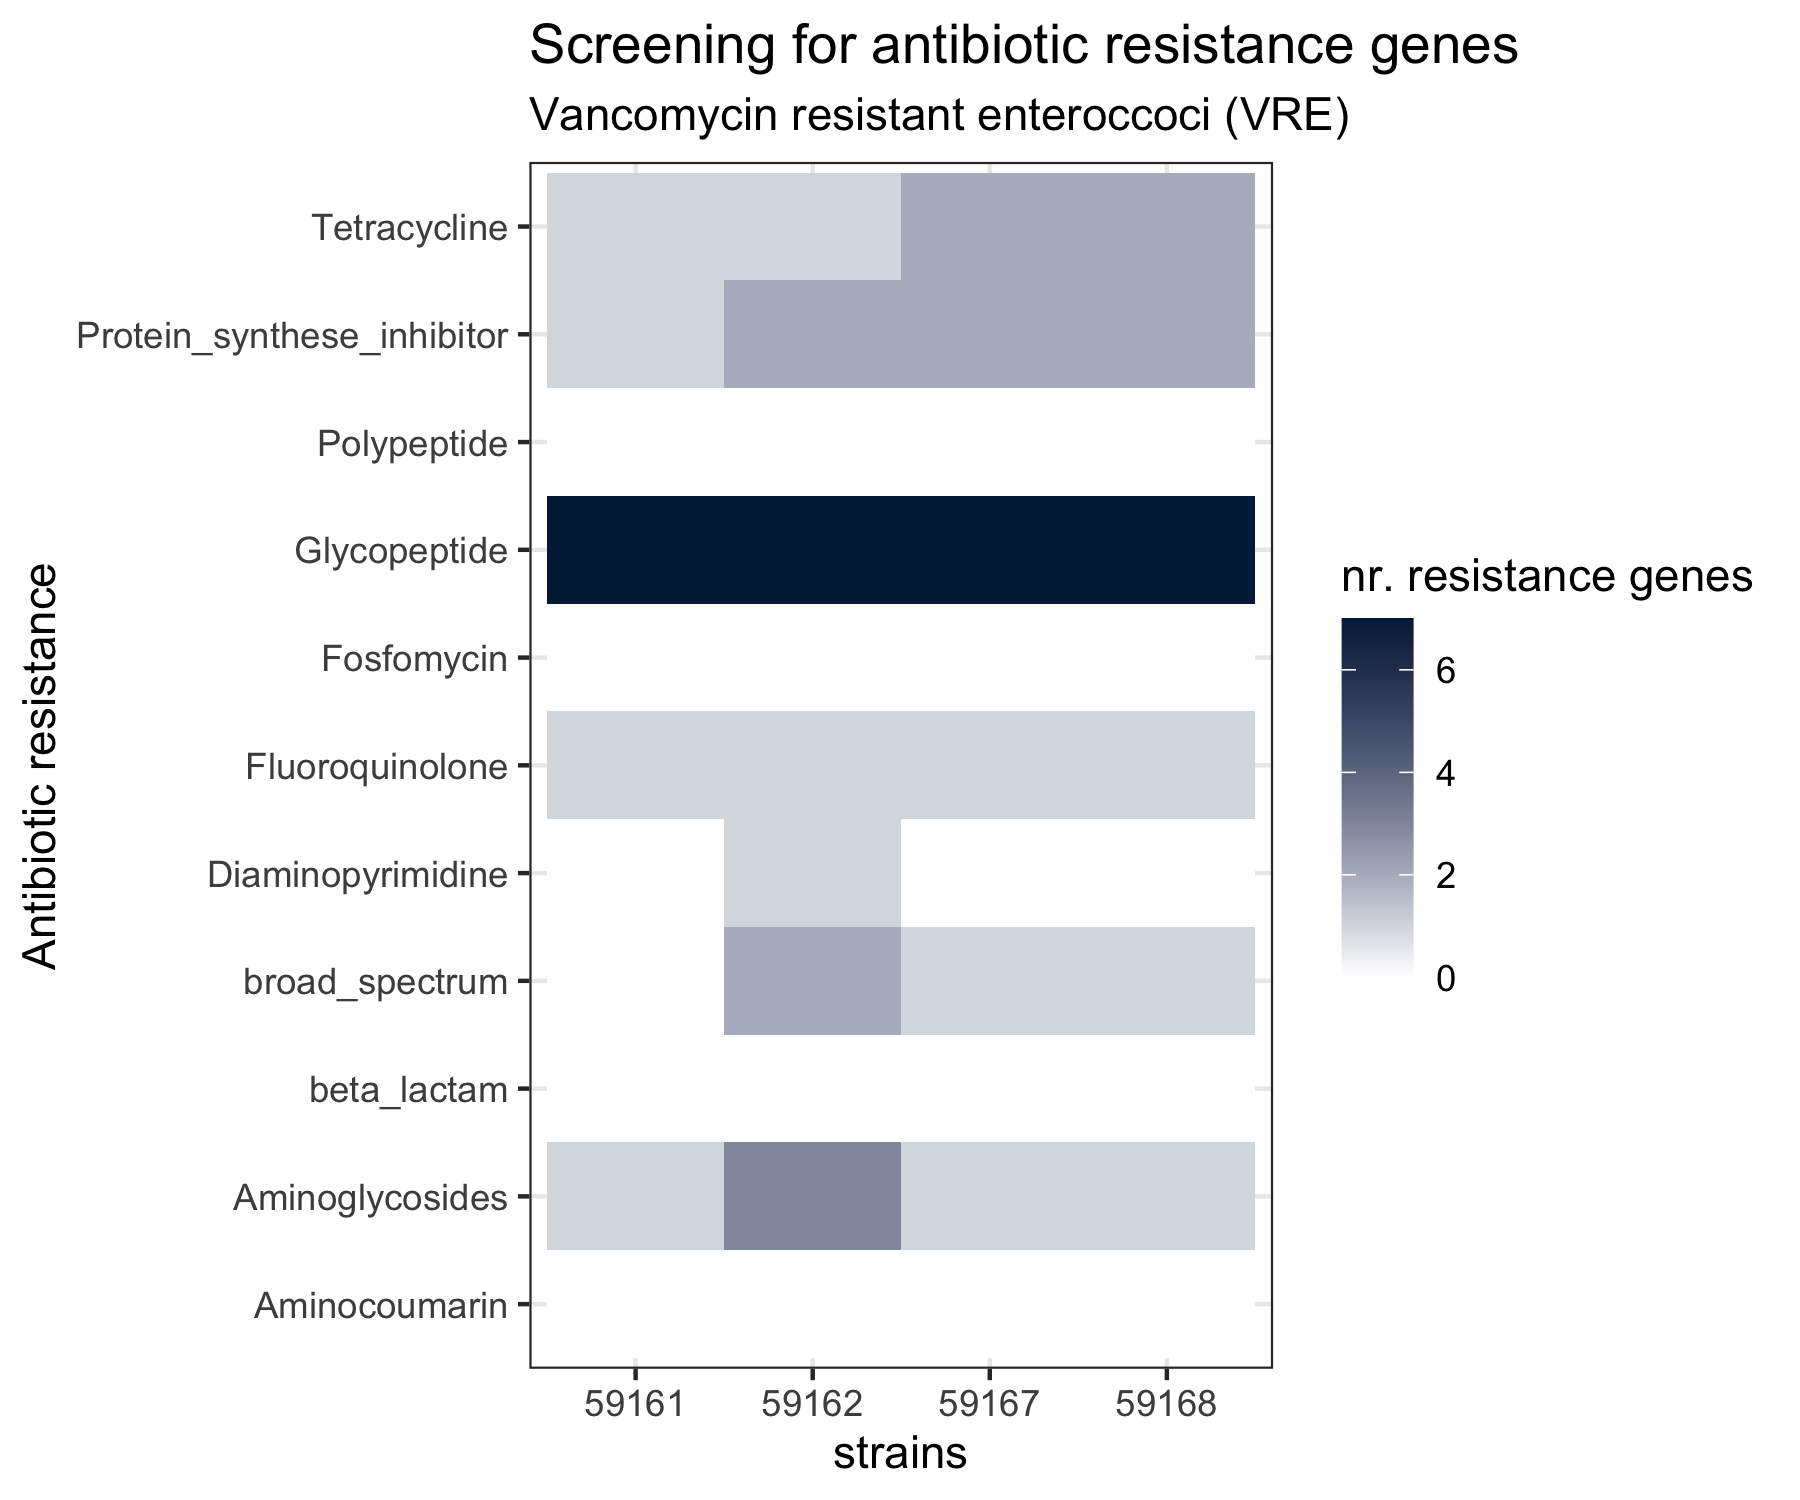 Screening for antibiotic resistance genes
Vancomycin resistant enteroccoci (VRE)
Antibiotic resistance
Tetracycline
Protein_synthese_inhibitor
Polypeptide
Glycopeptide
Fosfomycin
Fluoroquinolone
Diaminopyrimidine
broad_spectrum
beta_lactam
Aminoglycosides
Aminocoumarin
59161 59162 59167 59168
strains
nr. resistance genes
6
4
2
0